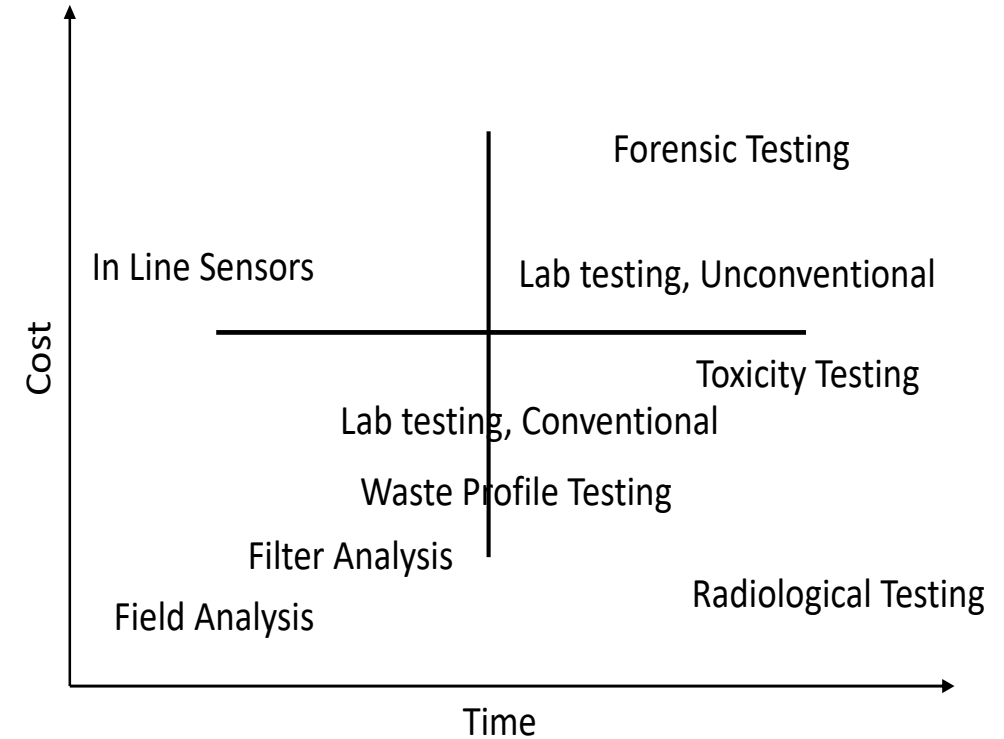 Forensic Testing
In Line Sensors
Lab testing, Unconventional
Cost
Toxicity Testing
Lab testing, Conventional
Waste Profile Testing
Filter Analysis
Radiological Testing
Field Analysis
Time